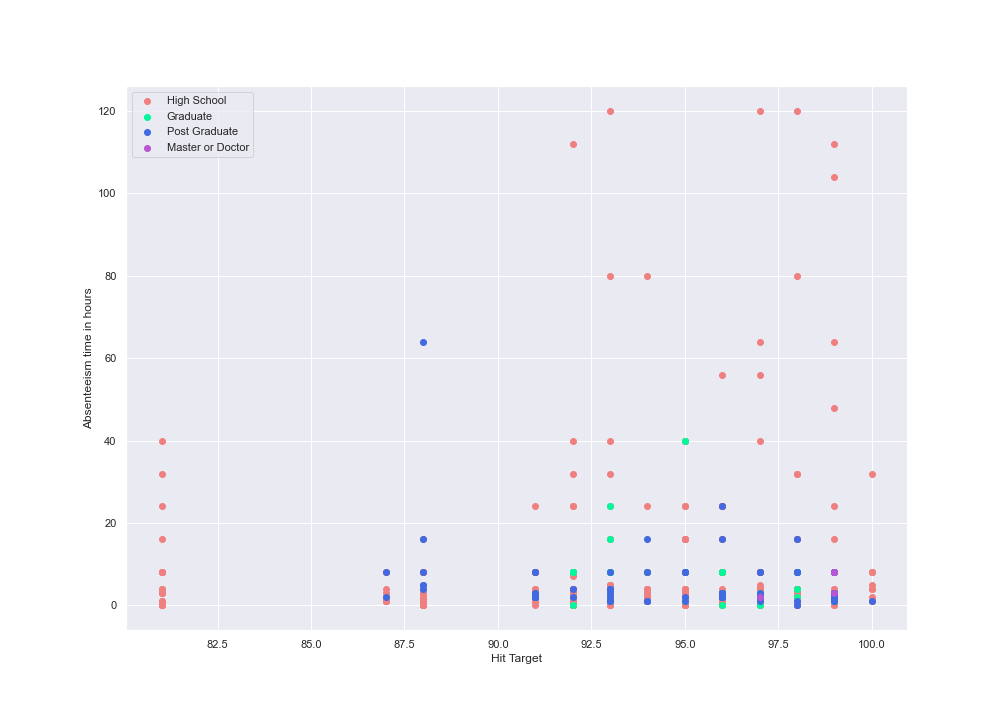 High School
Graduate
Post Graduate
Master or Doctor
120
100
80
60
40
20
0
Absenteeism time in hours
82.5 85.0 87.5 90.0 92.5 95.0 97.5 100.0
Hit Target